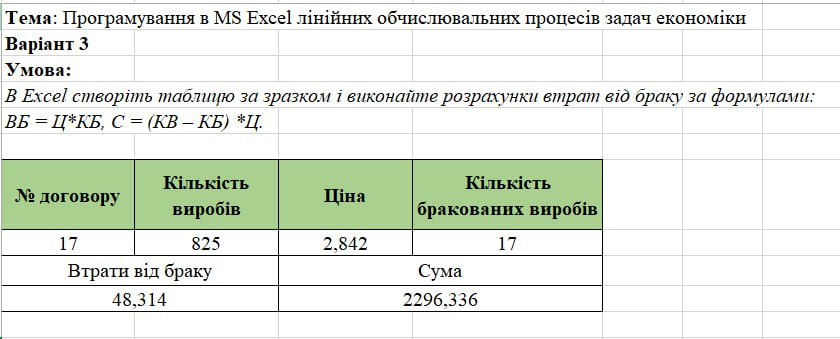 Тема: Програмування в MS Excel лінійних обчислювальних процесів задач економіки
Варіант 3
Умова:
В Excel створіть таблицю за зразком і виконайте розрахунки втрат від браку за формулами:
ВБ = Ц*КБ, С = (КВ – КБ) *Ц.
№ договору Кількість виробів Ціна Кількість бракованих виробів
17 825 2,842 17
Втрати від браку Сума
48,314 2296,336